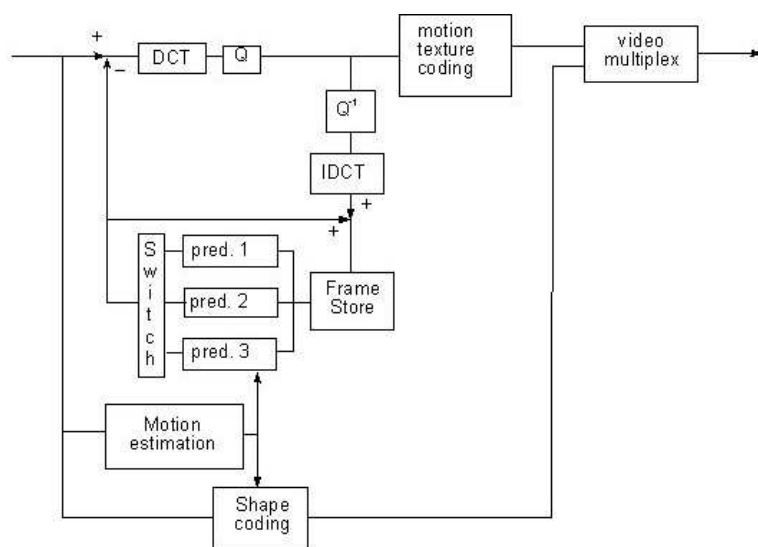 +
−
DCT
Q
motion
texture
coding
video
multiplex
Q-1
IDCT
+
+
Switch
pred. 1
pred. 2
pred. 3
Frame
Store
Motion
estimation
Shape
coding